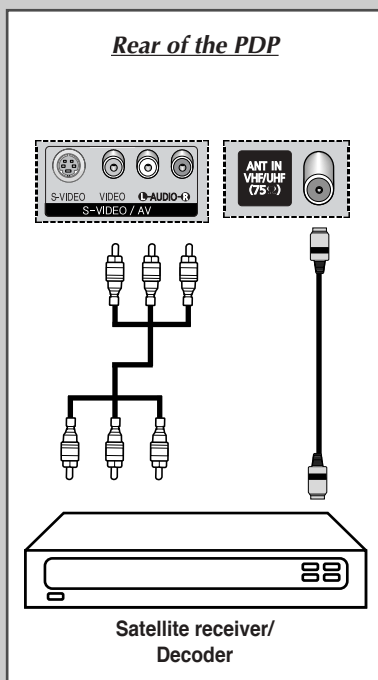 Rear of the PDP
ANT IN
VHF/UHF
(75Ω)
S-VIDEO VIDEO L-AUDIO-R
S-VIDEO / AV
Satellite receiver/
Decoder